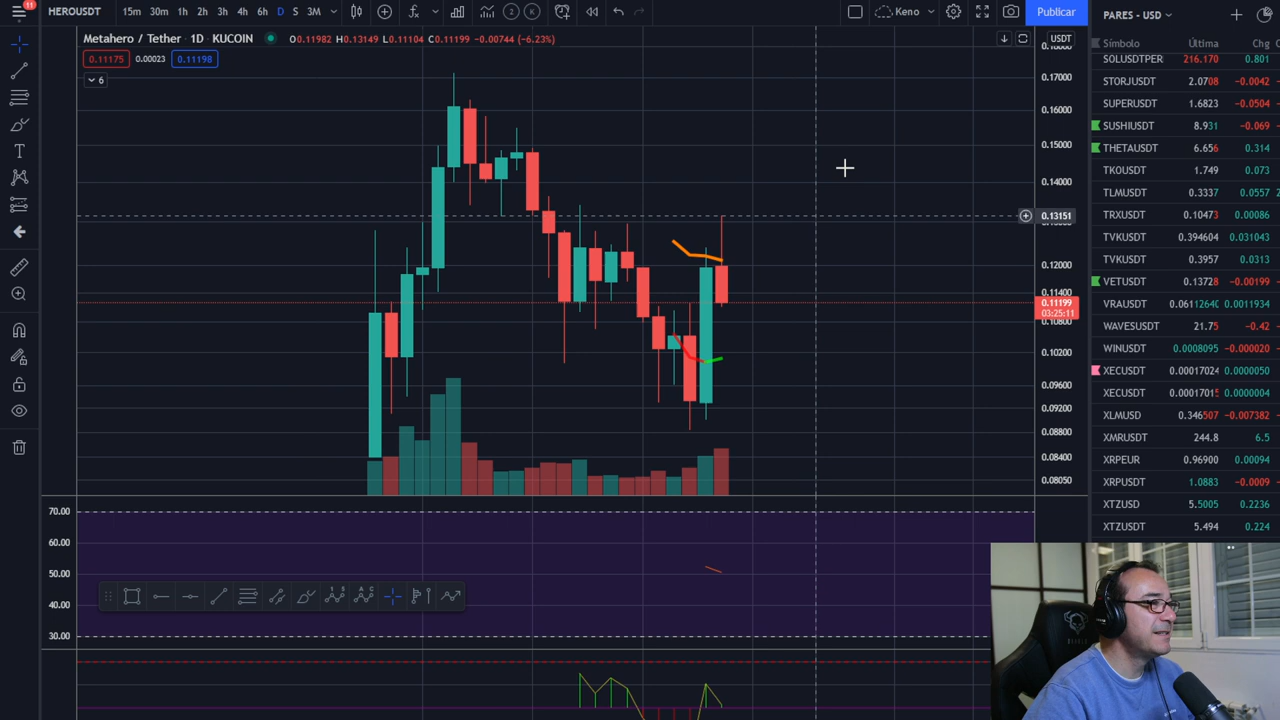 11
HEROUSDT 15m 30m 1h 2h 3h 4h 6h D S 3M 2 K Keno Publicar PARES - USD
Metahero / Tether · 1D · KUCOIN O0.11982 H0.13149 L0.11104 C0.11199 −0.00744 (−6.23%) USDT
0.11175 0.00023 0.11198
6
Símbolo Última Chg
SOLUSDTPER 216.170 0.801
STORJUSDT 2.0708 −0.0042
SUPERUSDT 1.6823 −0.0504
SUSHIUSDT 8.931 −0.069
THETAUSDT 6.656 0.314
TKOUSDT 1.749 0.073
TLMUSDT 0.3337 0.0557
TRXUSDT 0.10473 0.00086
TVKUSDT 0.394604 0.031043
TVKUSDT 0.3957 0.0313
VETUSDT 0.13728 −0.00199
VRAUSDT 0.06112640 0.0011934
WAVESUSDT 21.75 −0.42
WINUSDT 0.0008095 −0.000020
XECUSDT 0.00017024 0.0000050
XECUSDT 0.00017015 0.0000004
XLMUSD 0.346507 −0.007382
XMRUSDT 244.8 6.5
XRPEUR 0.96900 0.00094
XRPUSDT 1.0883 −0.0009
XTZUSD 5.5005 0.2236
XTZUSDT 5.494 0.224
0.17000
0.16000
0.15000
0.14000
0.13151
0.12000
0.11400
0.11199
03:25:11
0.10800
0.10200
0.09600
0.09200
0.08800
0.08400
0.08050
70.00
60.00
50.00
40.00
30.00